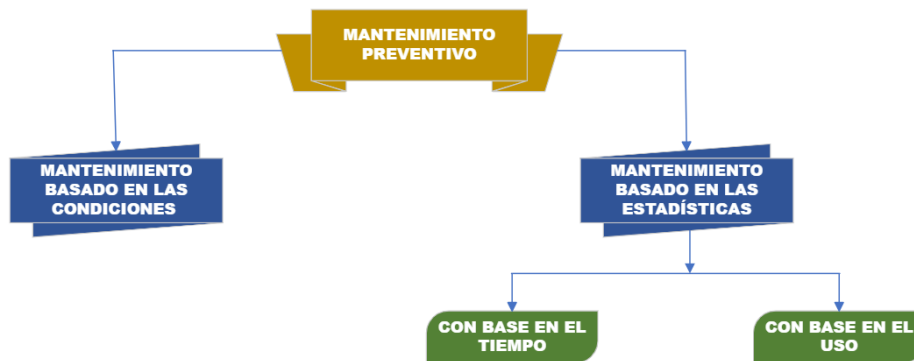 MANTENIMIENTO
PREVENTIVO
MANTENIMIENTO
BASADO EN LAS
CONDICIONES
MANTENIMIENTO
BASADO EN LAS
ESTADÍSTICAS
CON BASE EN EL
TIEMPO
CON BASE EN EL
USO